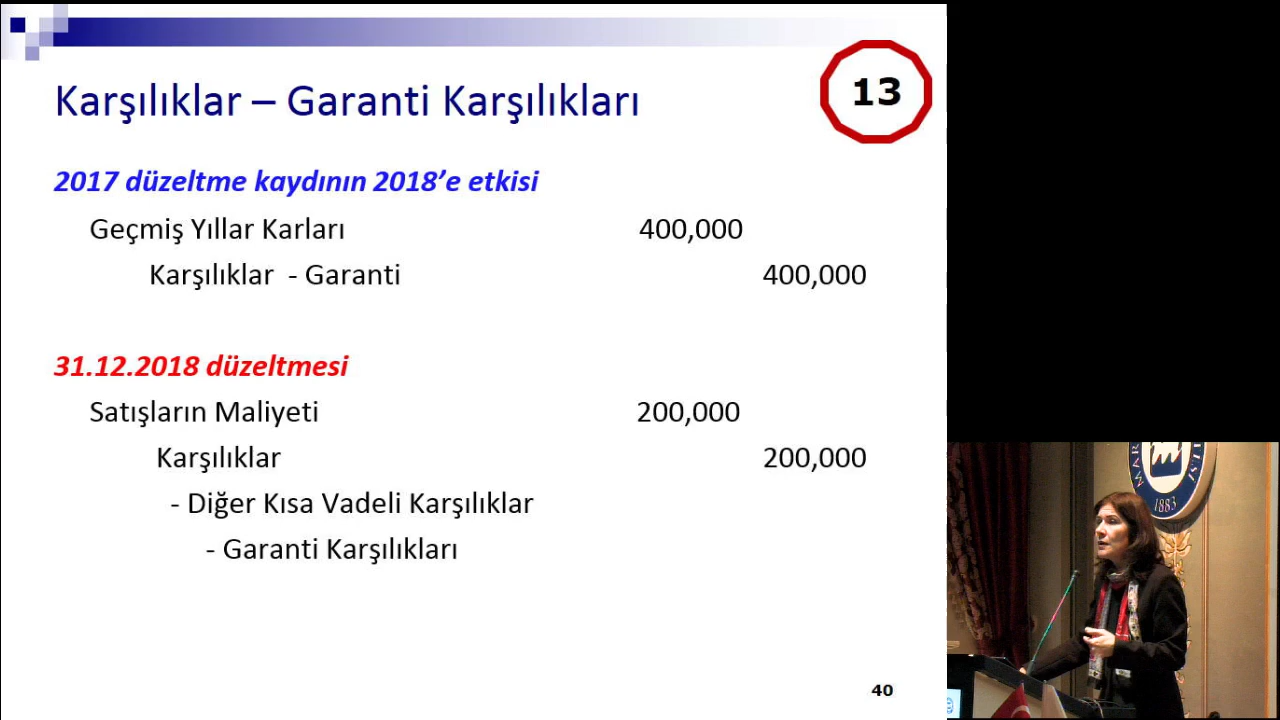 Karşılıklar – Garanti Karşılıkları
13
2017 düzeltme kaydının 2018’e etkisi
Geçmiş Yıllar Karları 400,000
Karşılıklar - Garanti 400,000
31.12.2018 düzeltmesi
Satışların Maliyeti 200,000
Karşılıklar 200,000
- Diğer Kısa Vadeli Karşılıklar
- Garanti Karşılıkları
40
1883